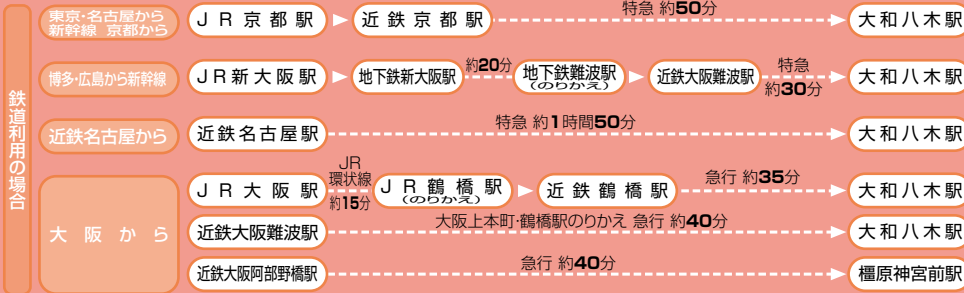 鉄道利用の場合
東京・名古屋から
新幹線 京都から
JR京都駅
近鉄京都駅
特急 約50分
大和八木駅
博多・広島から新幹線
JR新大阪駅
地下鉄新大阪駅
約20分
地下鉄難波駅
(のりかえ)
近鉄大阪難波駅
特急
約30分
大和八木駅
近鉄名古屋から
近鉄名古屋駅
特急 約1時間50分
大和八木駅
大阪から
JR大阪駅
JR
環状線
約15分
JR鶴橋駅
(のりかえ)
近鉄鶴橋駅
急行 約35分
大和八木駅
近鉄大阪難波駅
大阪上本町・鶴橋駅のりかえ 急行 約40分
大和八木駅
近鉄大阪阿部野橋駅
急行 約40分
橿原神宮前駅